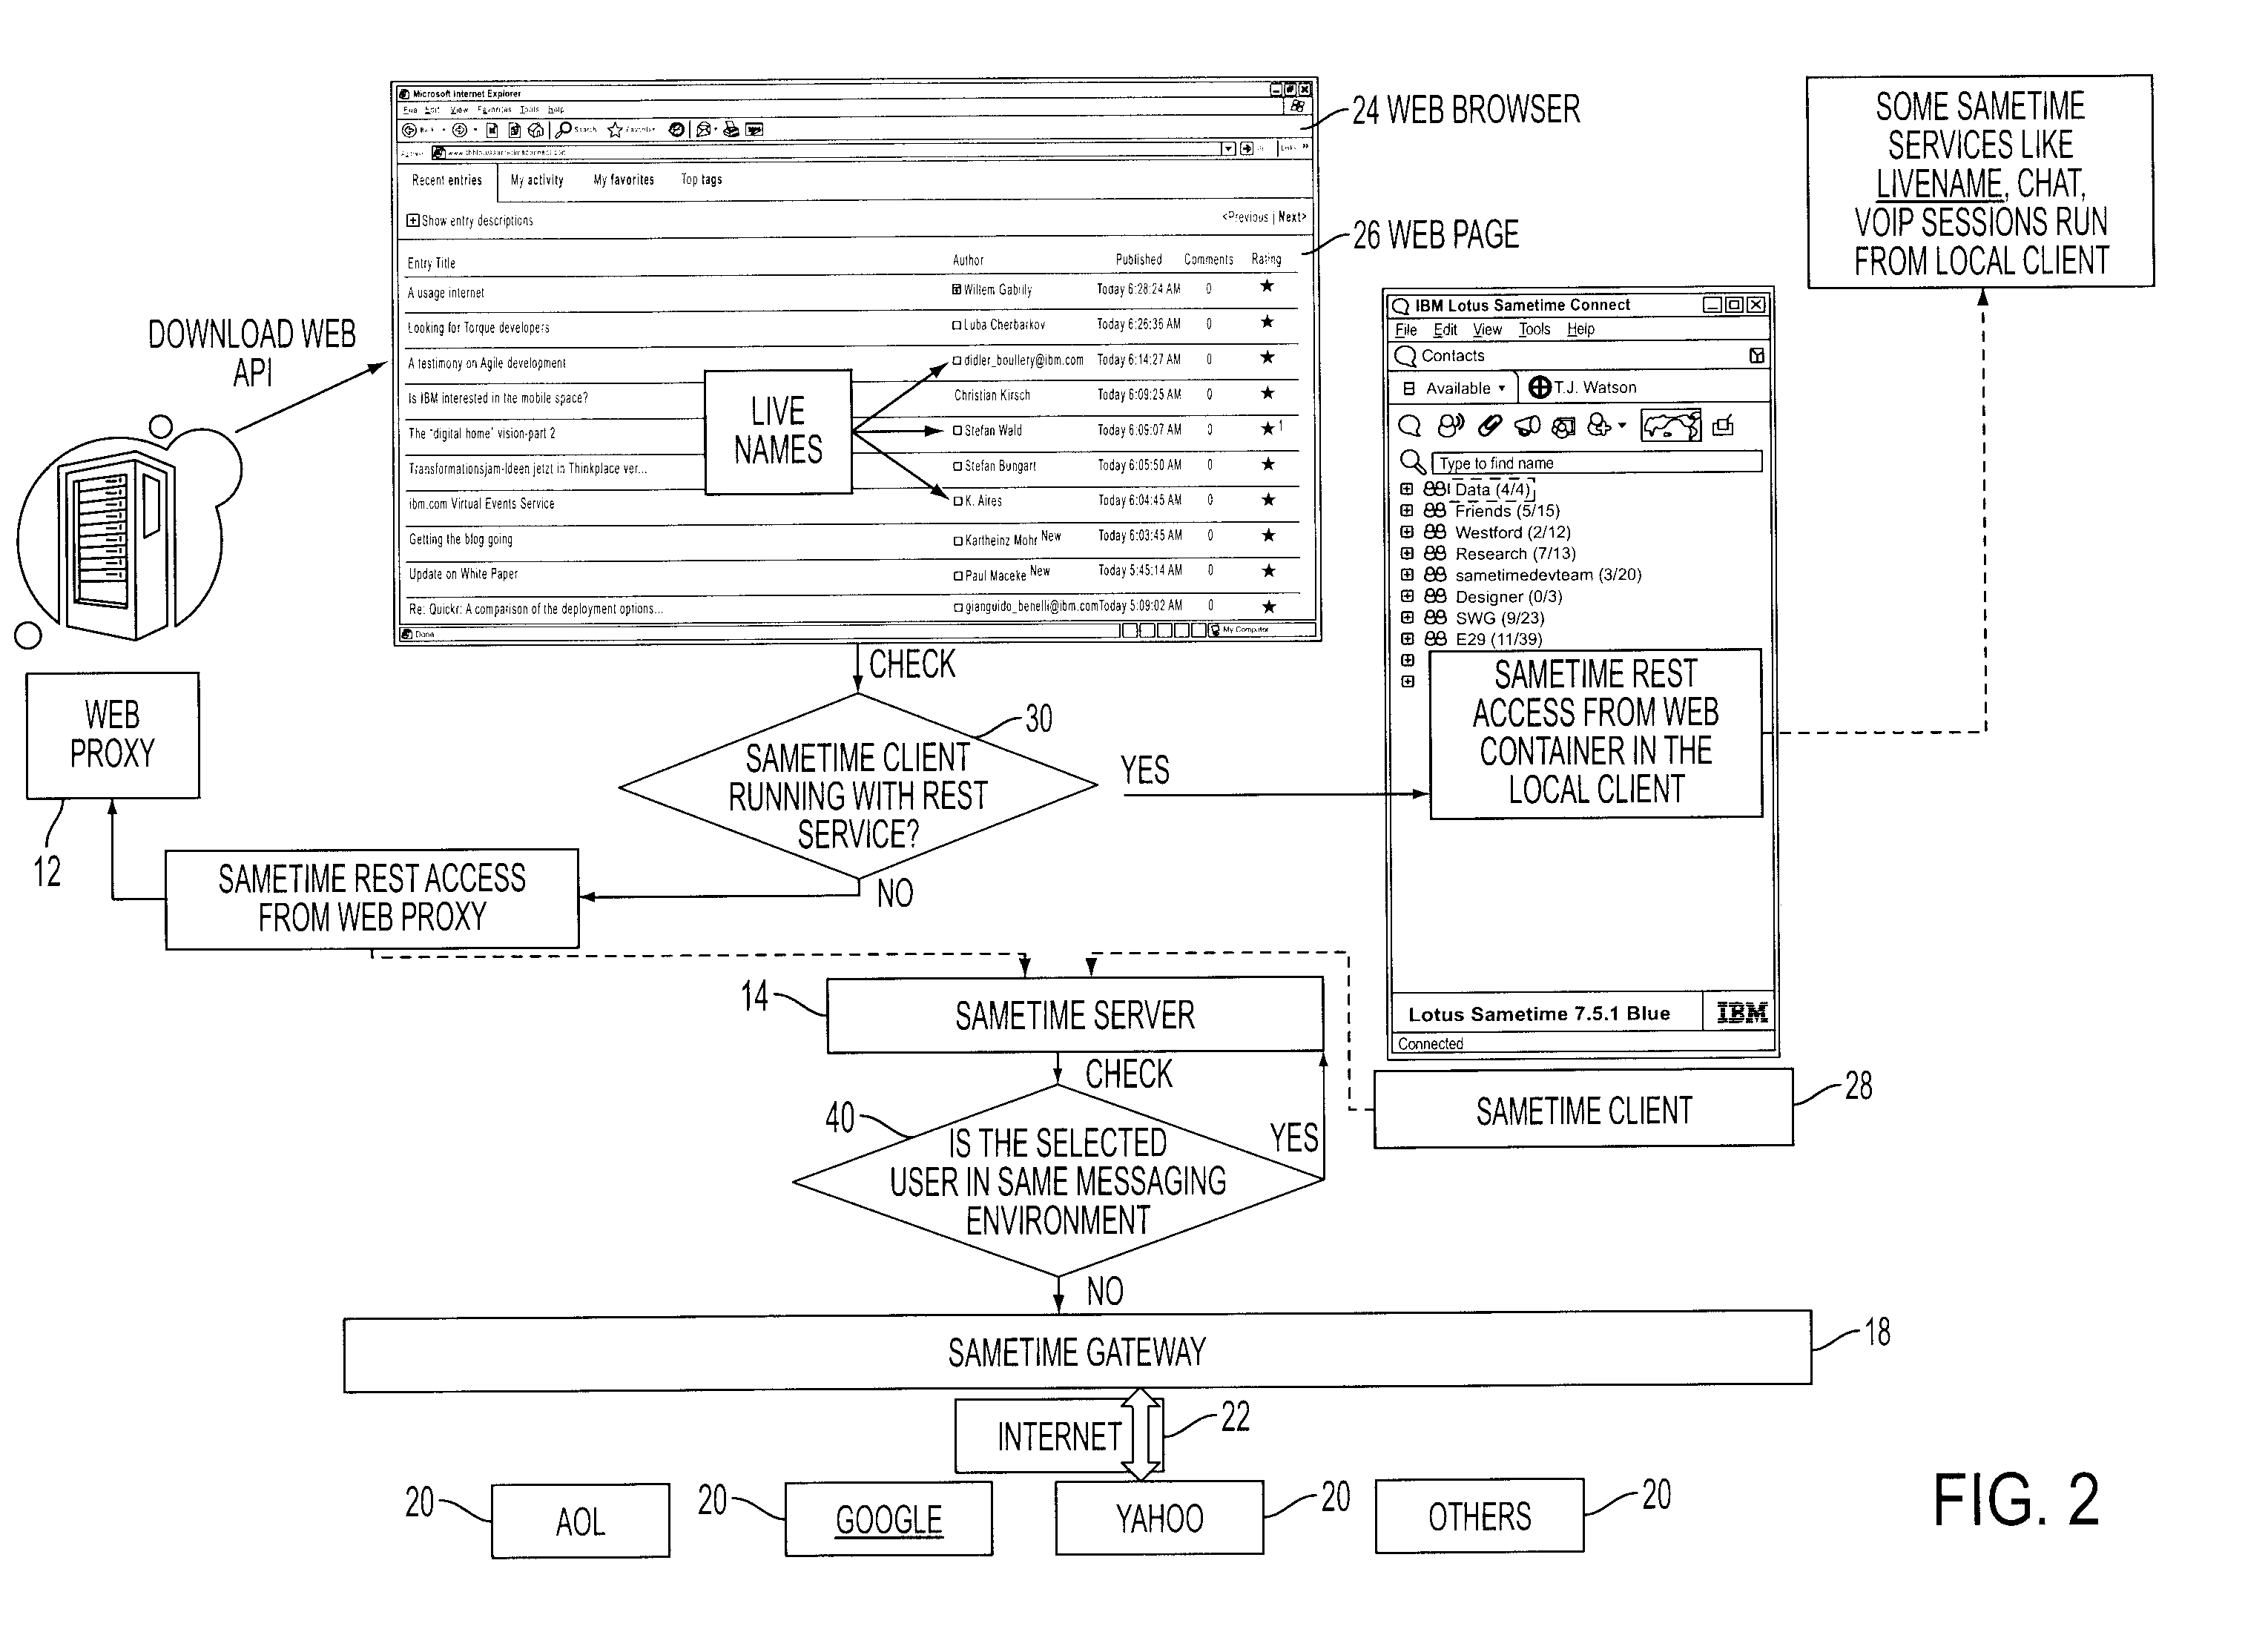 Microsoft Internet Explorer
File Edit View Favorites Tools Help
Search Favorites
Recent entries My activity My favorites Top tags
Show entry descriptions <Previous | Next>
Entry Title Author Published Comments Rating
A usage internet Willem Gabrily Today 6:28:24 AM 0
Looking for Torque developers Luba Cherbarkov Today 6:26:36 AM 0
A testimony on Agile development didler_boullery@ibm.com Today 6:14:27 AM 0
Is IBM interested in the mobile space? Christian Kirsch Today 6:09:25 AM 0
The "digital home" vision-part 2 Stefan Wald Today 6:09:07 AM 0 1
Transformationsjam-Ideen jetzt in Thinkplace ver... Stefan Bungart Today 6:05:50 AM 0
ibm.com Virtual Events Service K. Aires Today 6:04:45 AM 0
Getting the blog going Kartheinz Mohr New Today 6:03:45 AM 0
Update on White Paper Paul Maceke New Today 5:45:14 AM 0
Re: Quickr: A comparison of the deployment options... gianguido_benelli@ibm.com Today 5:09:02 AM 0
Done My Computer
LIVE
NAMES
24 WEB BROWSER
26 WEB PAGE
SOME SAMETIME
SERVICES LIKE
LIVENAME, CHAT,
VOIP SESSIONS RUN
FROM LOCAL CLIENT
DOWNLOAD WEB
API
IBM Lotus Sametime Connect
File Edit View Tools Help
Contacts
Available T.J. Watson
Type to find name
Data (4/4)
Friends (5/15)
Westford (2/12)
Research (7/13)
sametimedevteam (3/20)
Designer (0/3)
SWG (9/23)
E29 (11/39)
SAMETIME REST
ACCESS FROM WEB
CONTAINER IN THE
LOCAL CLIENT
Lotus Sametime 7.5.1 Blue IBM
Connected
CHECK
30
SAMETIME CLIENT
RUNNING WITH REST
SERVICE?
YES
NO
WEB
PROXY
12
SAMETIME REST ACCESS
FROM WEB PROXY
14
SAMETIME SERVER
CHECK
SAMETIME CLIENT
28
40
IS THE SELECTED
USER IN SAME MESSAGING
ENVIRONMENT
YES
NO
SAMETIME GATEWAY
18
INTERNET
22
20
AOL
20
GOOGLE
YAHOO
20
OTHERS
20
FIG. 2